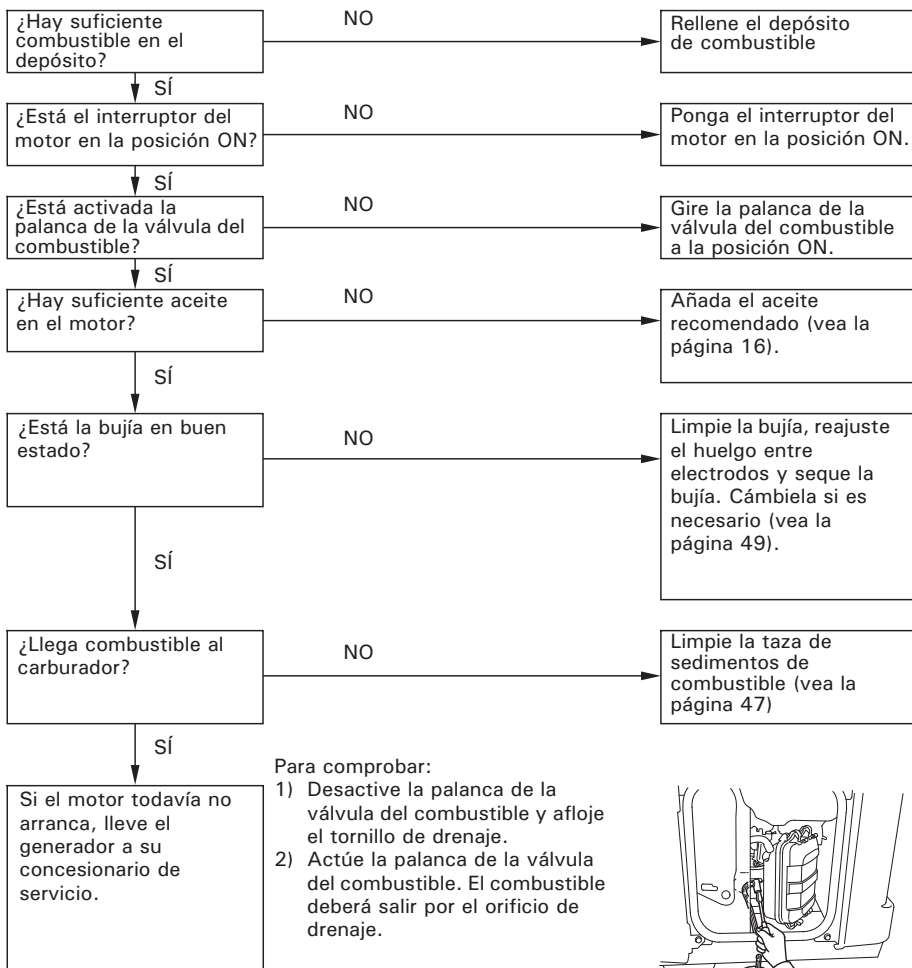 ¿Hay suficiente
combustible en el
depósito?
NO
Rellene el depósito
de combustible
SÍ
¿Está el interruptor del
motor en la posición ON?
NO
Ponga el interruptor del
motor en la posición ON.
SÍ
¿Está activada la
palanca de la válvula del
combustible?
NO
Gire la palanca de la
válvula del combustible
a la posición ON.
SÍ
¿Hay suficiente aceite
en el motor?
NO
Añada el aceite
recomendado (vea la
página 16).
SÍ
¿Está la bujía en buen
estado?
NO
Limpie la bujía, reajuste
el huelgo entre
electrodos y seque la
bujía. Cámbiela si es
necesario (vea la
página 49).
SÍ
¿Llega combustible al
carburador?
NO
Limpie la taza de
sedimentos de
combustible (vea la
página 47)
SÍ
Si el motor todavía no
arranca, lleve el
generador a su
concesionario de
servicio.
Para comprobar:
1) Desactive la palanca de la
válvula del combustible y afloje
el tornillo de drenaje.
2) Actúe la palanca de la válvula
del combustible. El combustible
deberá salir por el orificio de
drenaje.